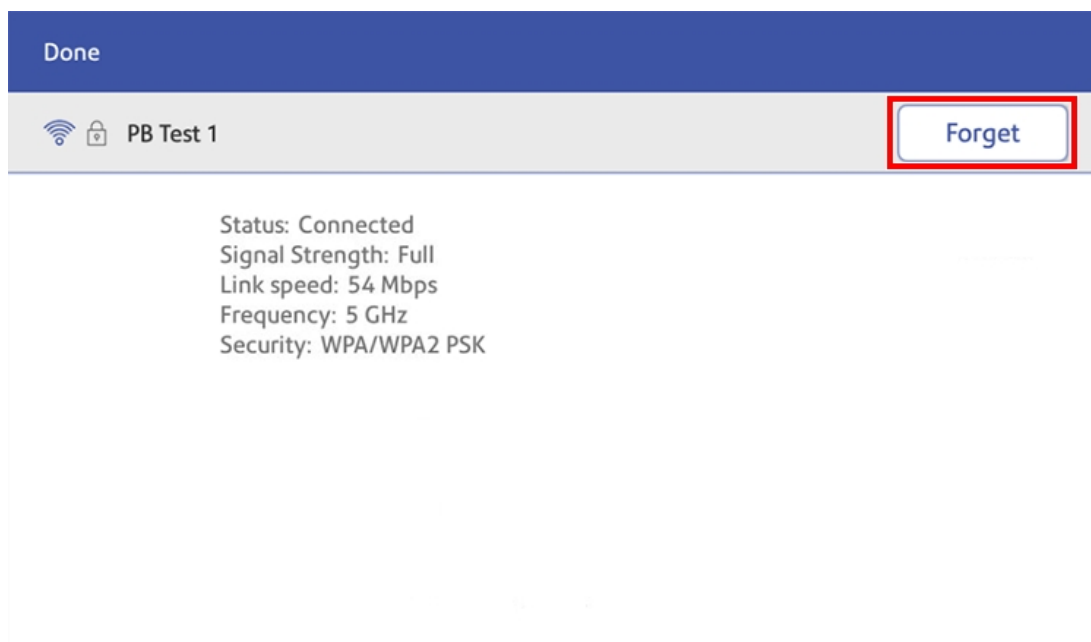 Done
PB Test 1
Forget
Status: Connected
Signal Strength: Full
Link speed: 54 Mbps
Frequency: 5 GHz
Security: WPA/WPA2 PSK